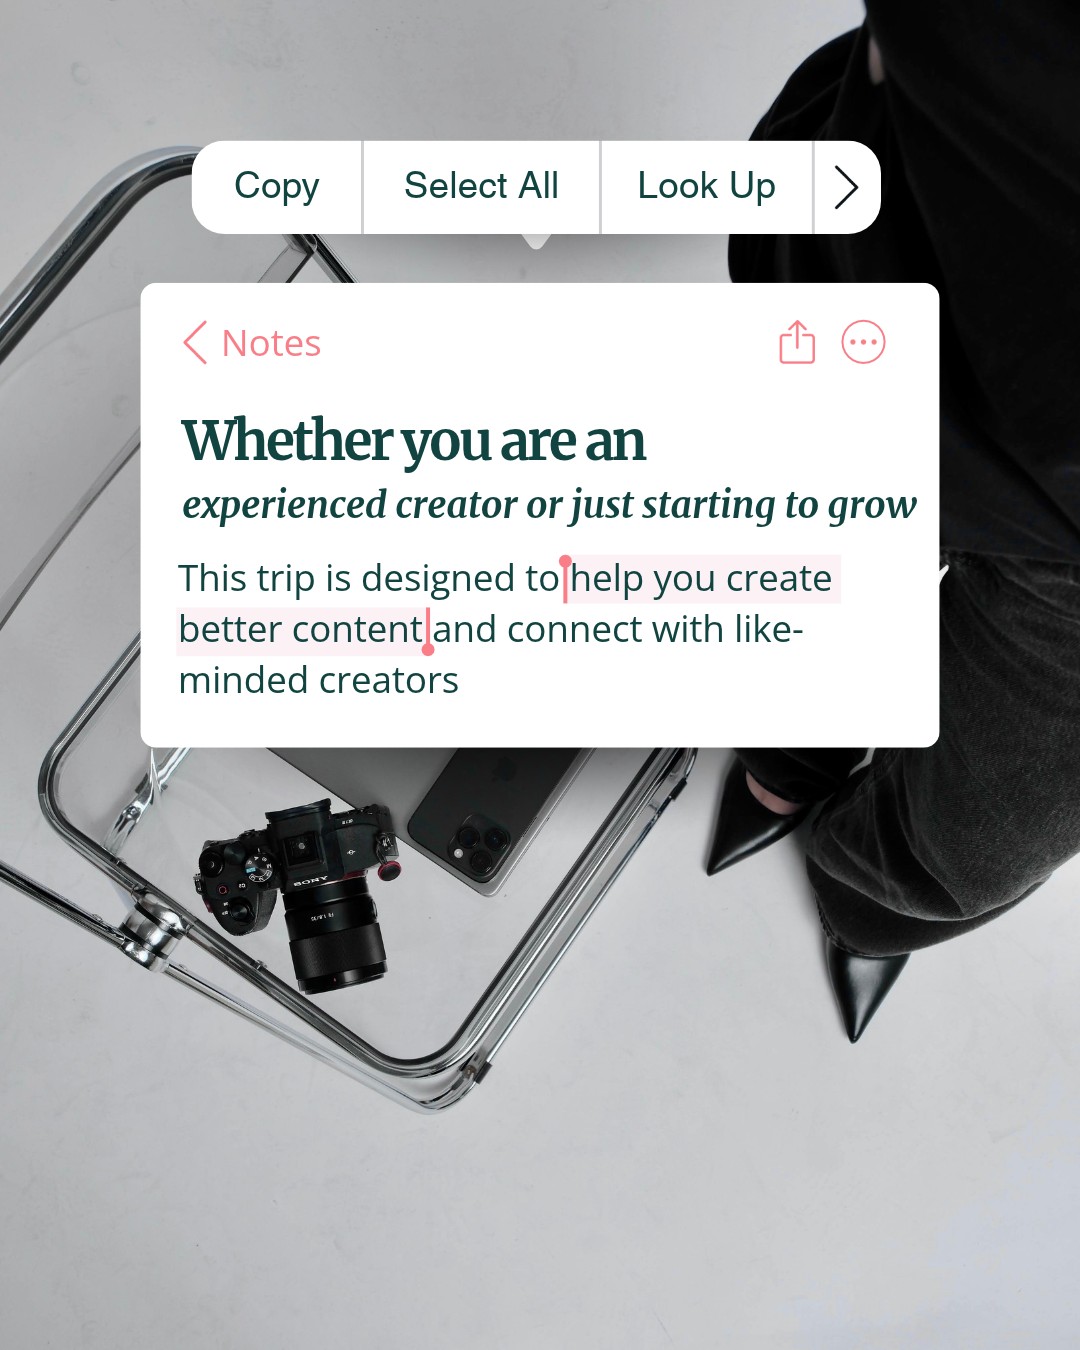 Copy
Select All
Look Up
Notes
Whether you are an
experienced creator or just starting to grow
This trip is designed to help you create
better content and connect with like-
minded creators
SONY